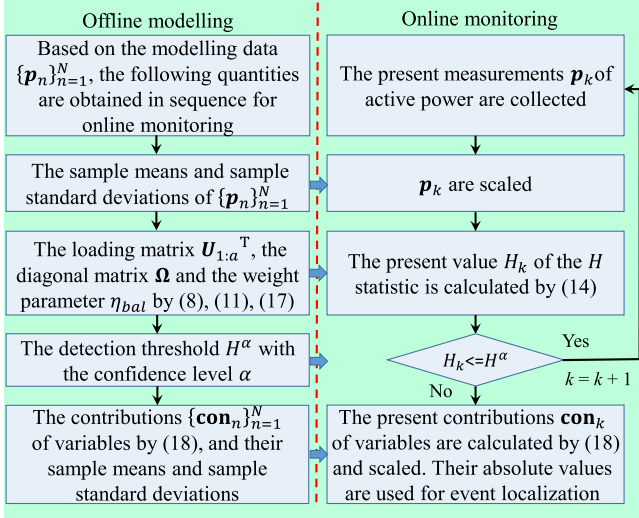 Offline modelling
Based on the modelling data
{𝒑ₙ}ₙ₌₁ᴺ, the following quantities
are obtained in sequence for
online monitoring
The sample means and sample
standard deviations of {𝒑ₙ}ₙ₌₁ᴺ
The loading matrix 𝑼₁:ₐᵀ, the
diagonal matrix 𝛀 and the weight
parameter η_bal by (8), (11), (17)
The detection threshold H^α with
the confidence level α
The contributions {𝐜𝐨𝐧ₙ}ₙ₌₁ᴺ
of variables by (18), and their
sample means and sample
standard deviations
Online monitoring
The present measurements 𝒑ₖ of
active power are collected
𝒑ₖ are scaled
The present value Hₖ of the H
statistic is calculated by (14)
Hₖ<=H^α
Yes
k = k + 1
No
The present contributions 𝐜𝐨𝐧ₖ
of variables are calculated by (18)
and scaled. Their absolute values
are used for event localization